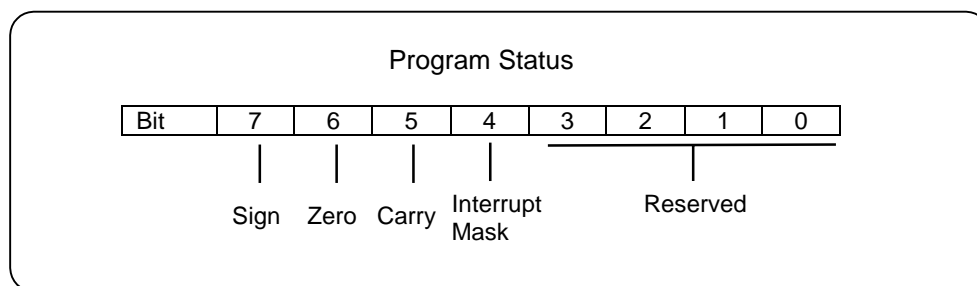 Program Status
Bit 7 6 5 4 3 2 1 0
Sign Zero Carry Interrupt Mask Reserved